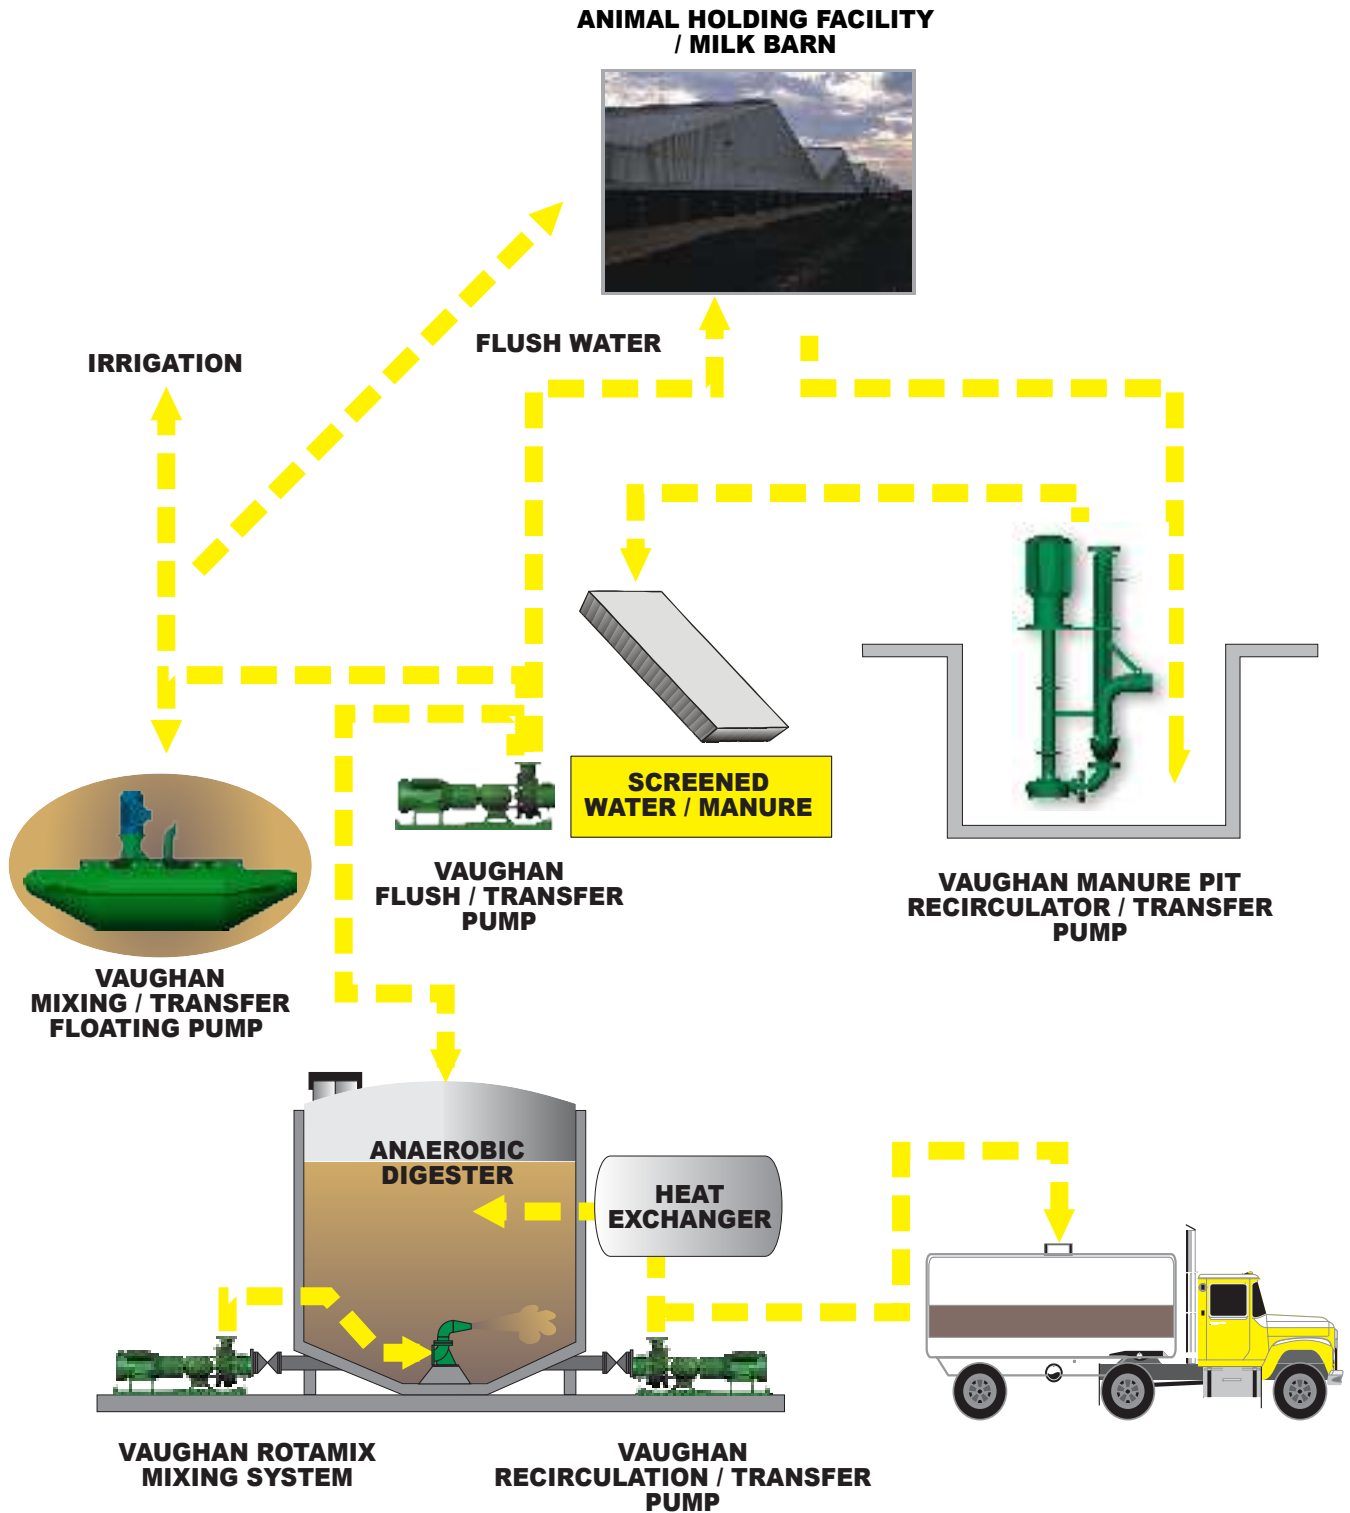 ANIMAL HOLDING FACILITY
/ MILK BARN
FLUSH WATER
IRRIGATION
SCREENED
WATER / MANURE
VAUGHAN
FLUSH / TRANSFER
PUMP
VAUGHAN MANURE PIT
RECIRCULATOR / TRANSFER
PUMP
VAUGHAN
MIXING / TRANSFER
FLOATING PUMP
ANAEROBIC
DIGESTER
HEAT
EXCHANGER
VAUGHAN ROTAMIX
MIXING SYSTEM
VAUGHAN
RECIRCULATION / TRANSFER
PUMP